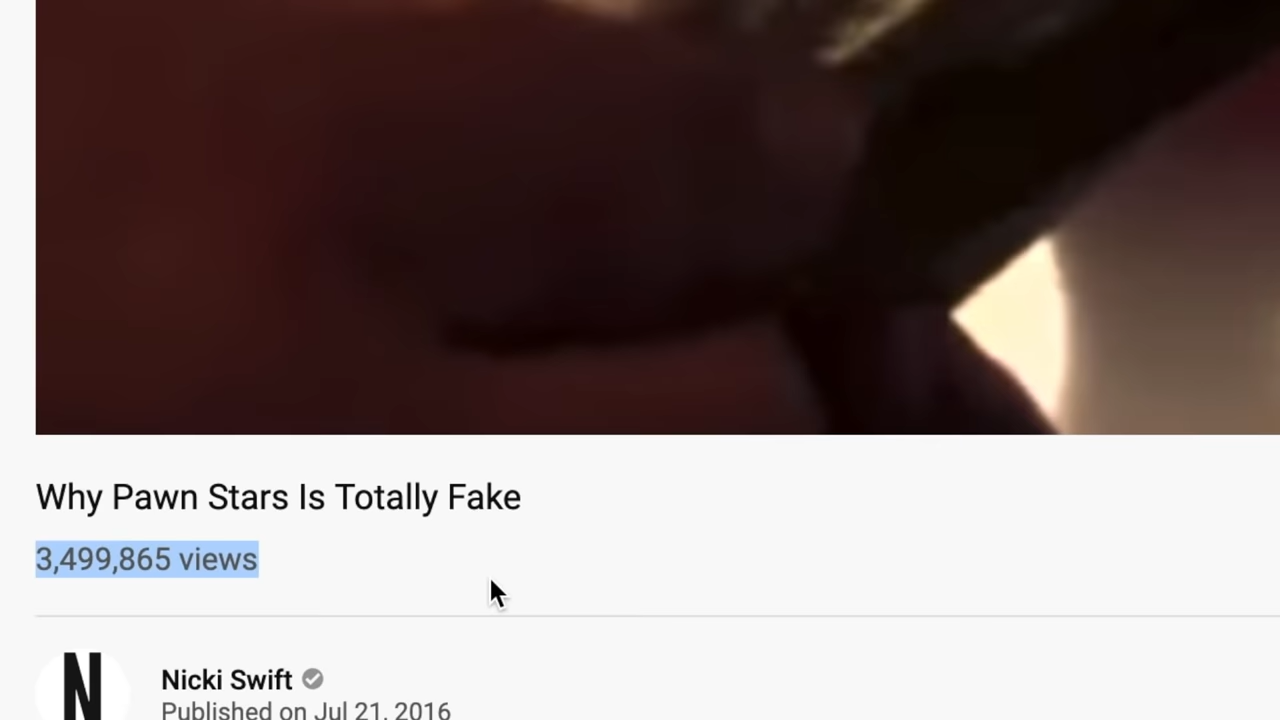 Why Pawn Stars Is Totally Fake
3,499,865 views
N
Nicki Swift
Published on Jul 21, 2016